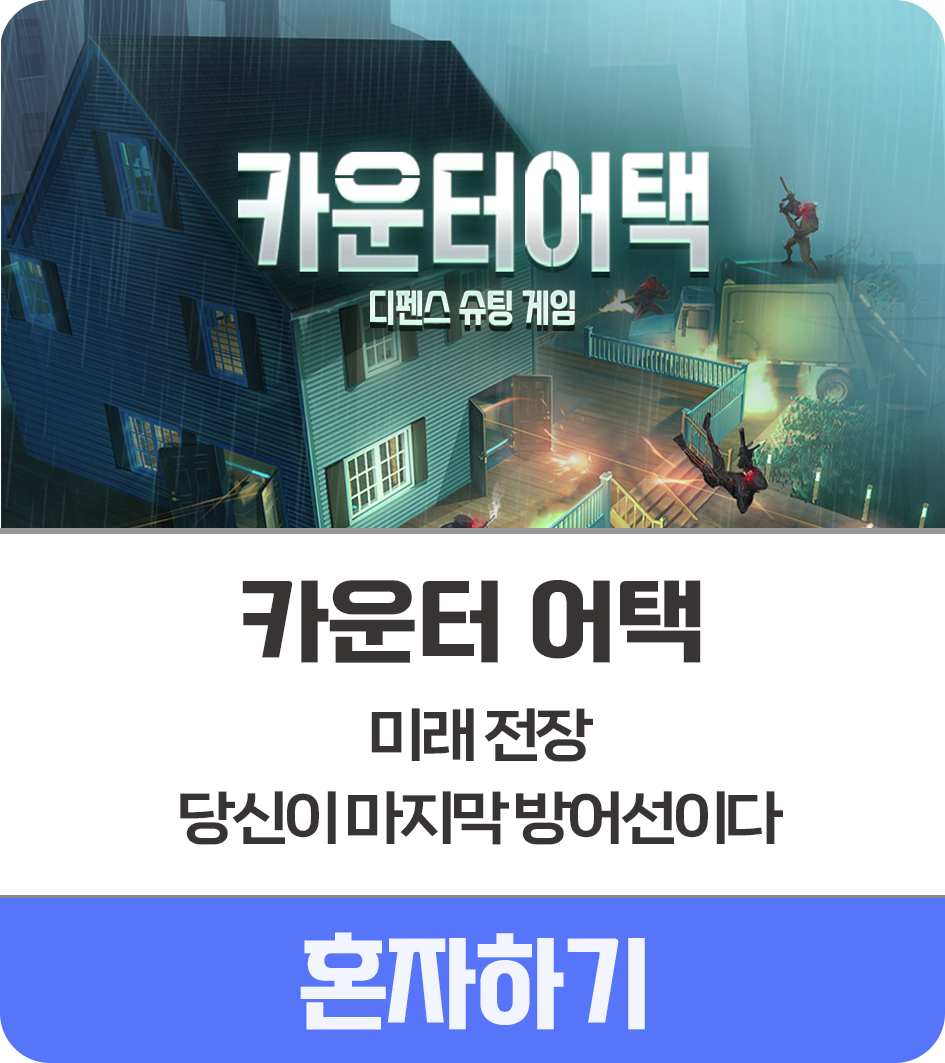 카운터어택
디펜스 슈팅 게임
카운터 어택
미래 전장
당신이 마지막 방어선이다
혼자하기